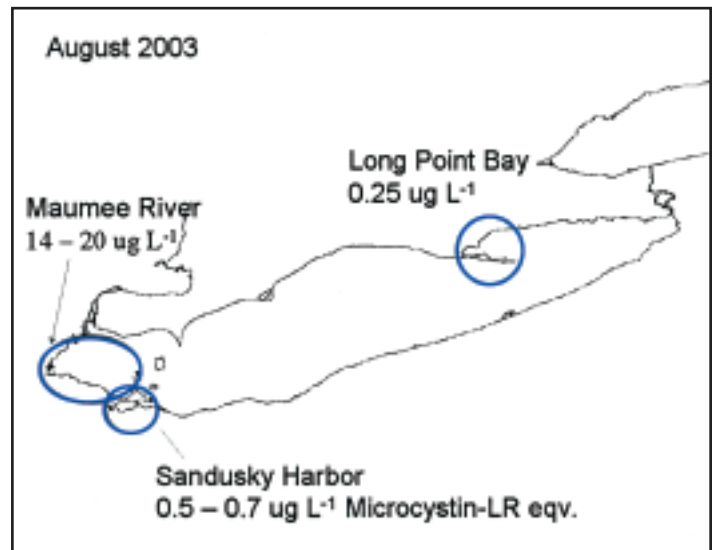 August 2003
Long Point Bay
0.25 ug L⁻¹
Maumee River
14 – 20 ug L⁻¹
Sandusky Harbor
0.5 – 0.7 ug L⁻¹ Microcystin-LR eqv.